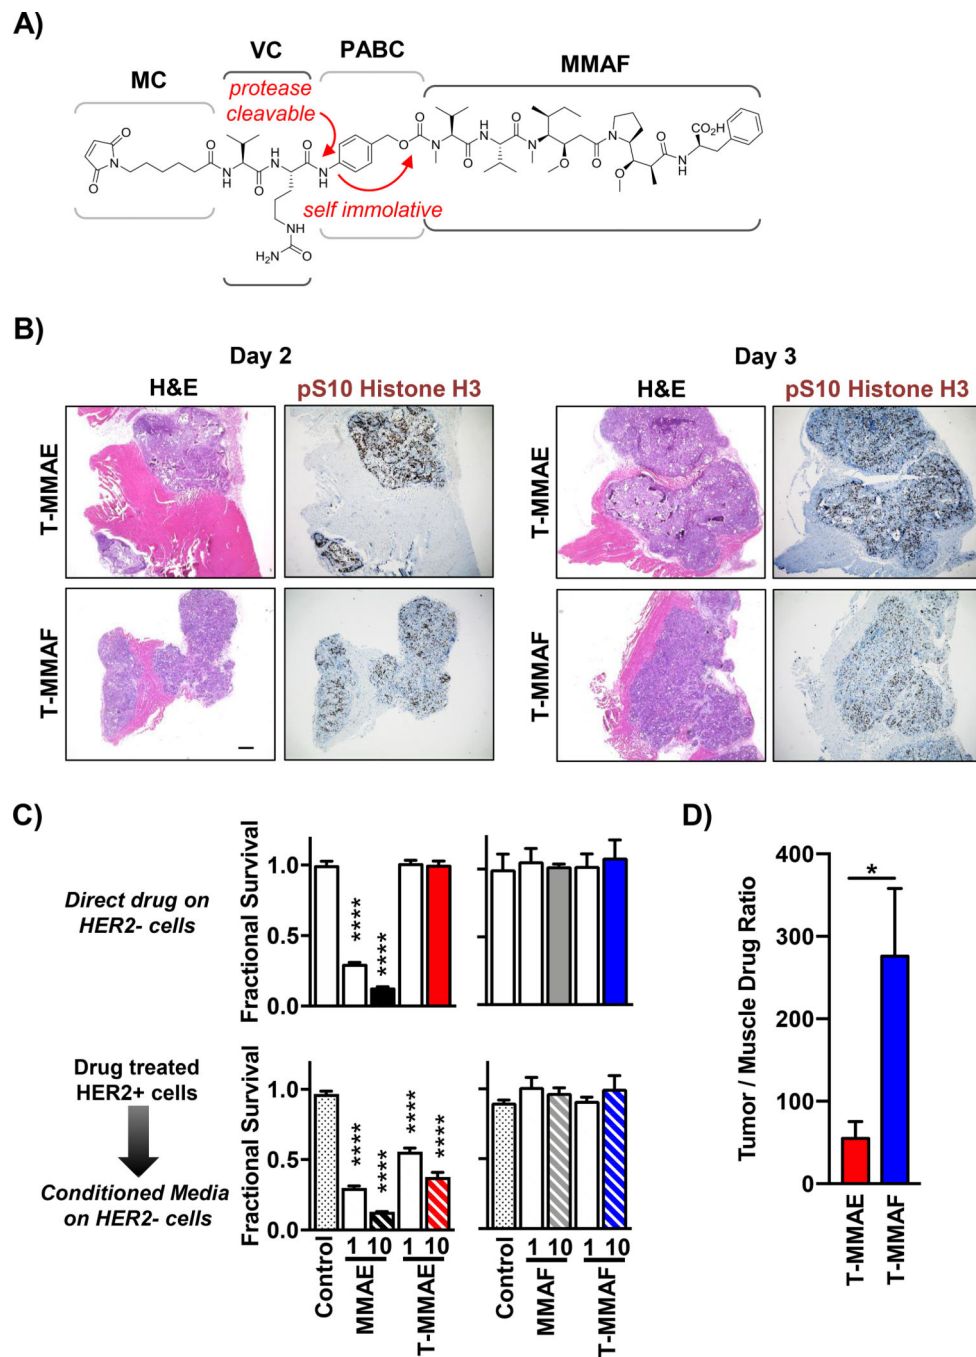 A)
MC
VC
PABC
MMAF
protease
cleavable
self immolative
O
N
O
O
N
H
O
H
N
O
N
H
O
O
N
O
N
H
O
N
O
O
N
O
O
N
H
CO₂H
NH
H₂N
O
B)
Day 2
Day 3
H&E
pS10 Histone H3
H&E
pS10 Histone H3
T-MMAE
T-MMAF
T-MMAE
T-MMAF
C)
Direct drug on
HER2- cells
Fractional Survival
1.0
0.5
0.0
****
****
Drug treated
HER2+ cells
Conditioned Media
on HER2- cells
Fractional Survival
1.0
0.5
0.0
****
****
****
****
Control
1 10
MMAE
1 10
T-MMAE
Control
1 10
MMAF
1 10
T-MMAF
D)
Tumor / Muscle Drug Ratio
400
300
200
100
0
*
T-MMAE
T-MMAF